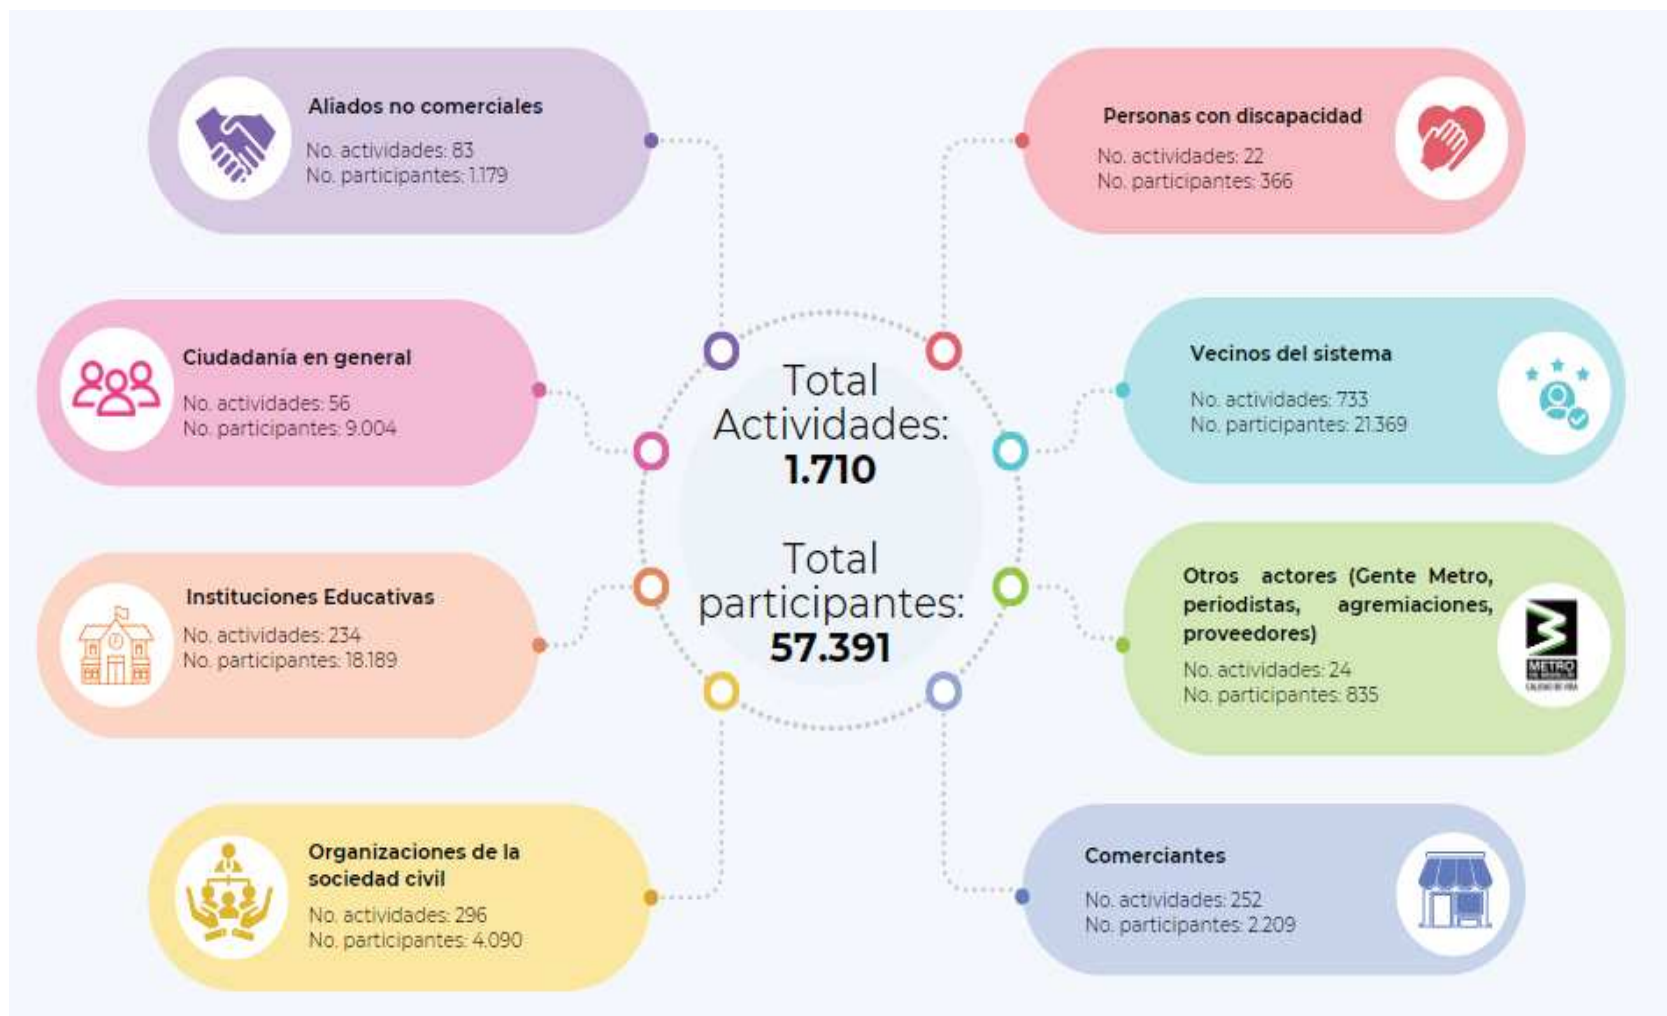 Aliados no comerciales
No. actividades: 83
No. participantes: 1.179
Personas con discapacidad
No. actividades: 22
No. participantes: 366
Ciudadanía en general
No. actividades: 56
No. participantes: 9.004
Vecinos del sistema
No. actividades: 733
No. participantes: 21.369
Total
Actividades:
1.710
Total
participantes:
57.391
Instituciones Educativas
No. actividades: 234
No. participantes: 18.189
Otros actores (Gente Metro,
periodistas, agremiaciones,
proveedores)
No. actividades: 24
No. participantes: 835
METRO
CALIDAD DE VIDA
Organizaciones de la
sociedad civil
No. actividades: 296
No. participantes: 4.090
Comerciantes
No. actividades: 252
No. participantes: 2.209